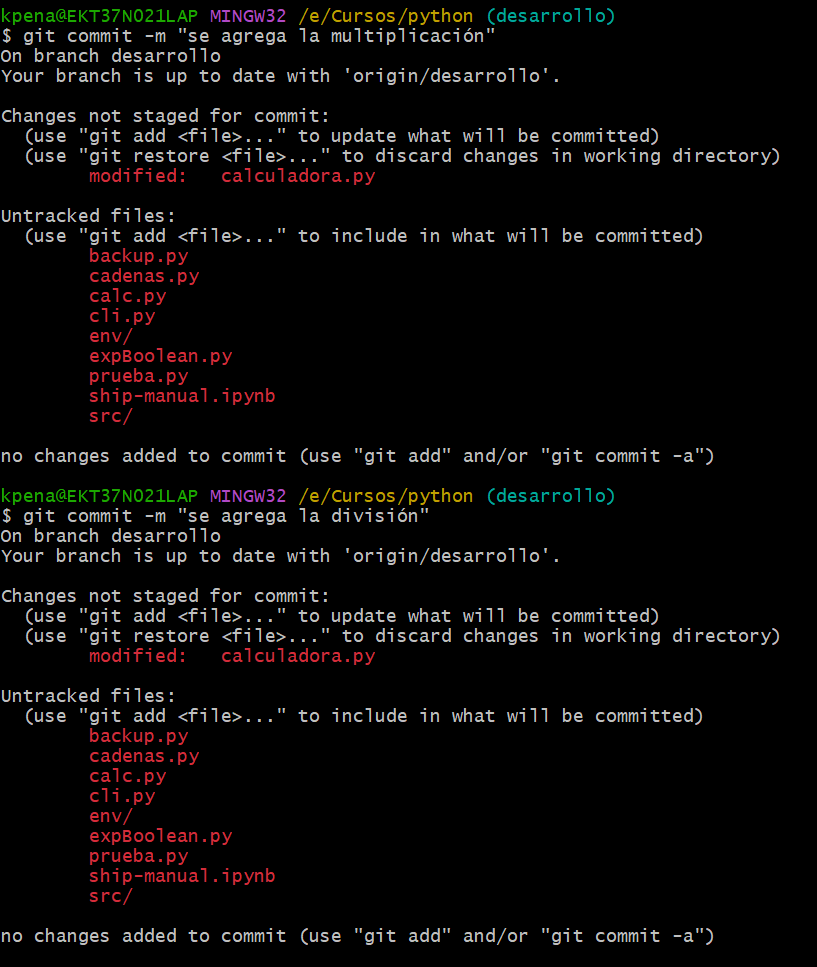 kpena@EKT37NO21LAP MINGW32 /e/Cursos/python (desarrollo)
$ git commit -m "se agrega la multiplicación"
On branch desarrollo
Your branch is up to date with 'origin/desarrollo'.
Changes not staged for commit:
(use "git add <file>..." to update what will be committed)
(use "git restore <file>..." to discard changes in working directory)
modified:   calculadora.py
Untracked files:
(use "git add <file>..." to include in what will be committed)
backup.py
cadenas.py
calc.py
cli.py
env/
expBoolean.py
prueba.py
ship-manual.ipynb
src/
no changes added to commit (use "git add" and/or "git commit -a")
kpena@EKT37NO21LAP MINGW32 /e/Cursos/python (desarrollo)
$ git commit -m "se agrega la división"
On branch desarrollo
Your branch is up to date with 'origin/desarrollo'.
Changes not staged for commit:
(use "git add <file>..." to update what will be committed)
(use "git restore <file>..." to discard changes in working directory)
modified:   calculadora.py
Untracked files:
(use "git add <file>..." to include in what will be committed)
backup.py
cadenas.py
calc.py
cli.py
env/
expBoolean.py
prueba.py
ship-manual.ipynb
src/
no changes added to commit (use "git add" and/or "git commit -a")